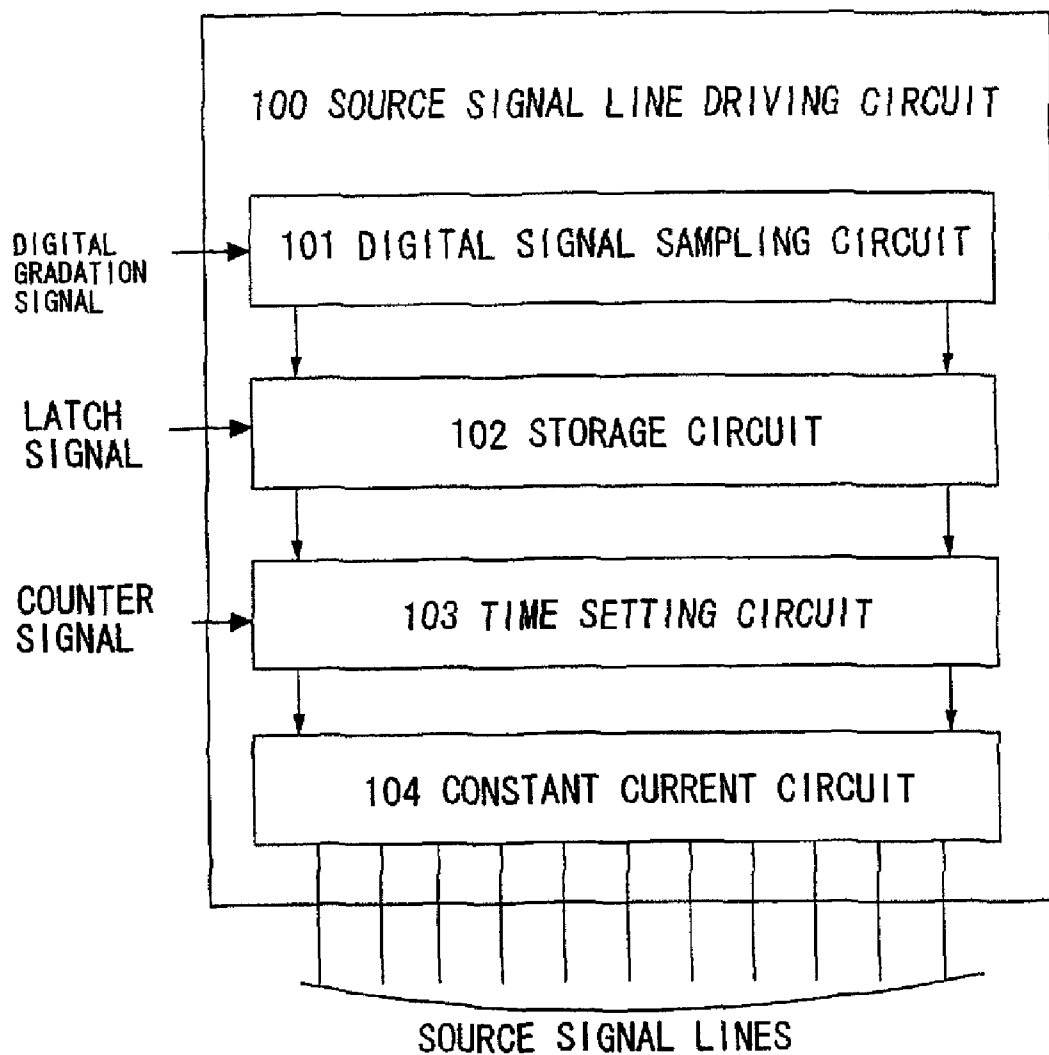 100 SOURCE SIGNAL LINE DRIVING CIRCUIT
DIGITAL
GRADATION
SIGNAL
101 DIGITAL SIGNAL SAMPLING CIRCUIT
LATCH
SIGNAL
102 STORAGE CIRCUIT
COUNTER
SIGNAL
103 TIME SETTING CIRCUIT
104 CONSTANT CURRENT CIRCUIT
SOURCE SIGNAL LINES